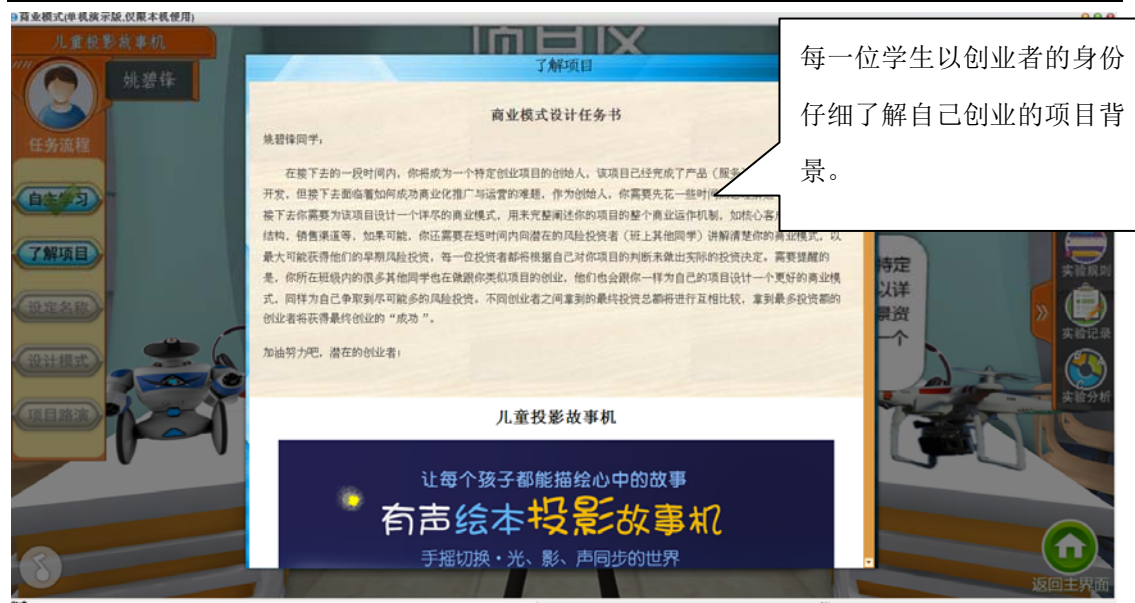 商业模式(单机演示版,仅限本机使用)
儿童投影故事机
姚碧锋
任务流程
自主学习
了解项目
设定名称
设计模式
项目路演
项目区
了解项目
商业模式设计任务书
姚碧锋同学:
在接下去的一段时间内，你将成为一个特定创业项目的创始人，该项目已经完成了产品（服务
开发，但接下去面临着如何成功商业化推广与运营的难题，作为创始人，你需要先花一些时间
接下去你需要为该项目设计一个详尽的商业模式，用来完整阐述你的项目的整个商业运作机制，如核心客
结构，销售渠道等，如果可能，你还需要在短时间内向潜在的风险投资者（班上其他同学）讲解清楚你的商业模式，以
最大可能获得他们的早期风险投资，每一位投资者都将根据自己对你项目的判断来做出实际的投资决定，需要提醒的
是，你所在班级内的很多其他同学也在做跟你类似项目的创业，他们也会跟你一样为自己的项目设计一个更好的商业模
式，同样为自己争取到尽可能多的风险投资，不同创业者之间拿到的最终投资总额将进行互相比较，拿到最多投资额的
创业者将获得最终创业的“成功”。
加油努力吧，潜在的创业者!
儿童投影故事机
让每个孩子都能描绘心中的故事
有声绘本投影故事机
手摇切换·光、影、声同步的世界
每一位学生以创业者的身份
仔细了解自己创业的项目背
景。
特定
以详
景资
一个
实验规则
实验记录
实验分析
返回主界面